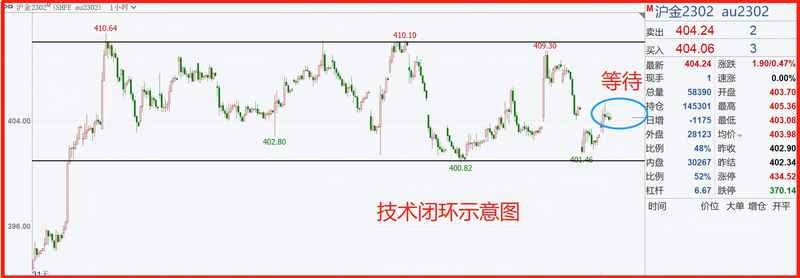 沪金2302ᴹ (SHFE au2302) 1小时
410.64
410.10
409.30
等待
404.00
402.80
400.82
401.46
396.00
技术闭环示意图
31天
M 沪金2302 au2302
卖出 404.24 2
买入 404.06 3
最新 404.24 涨跌 1.90/0.47%
现手 1 速涨 0.00%
总量 58390 开盘 403.70
持仓 145301 最高 405.36
日增 -1175 最低 403.08
外盘 28123 均价 403.98
比例 48% 昨收 402.90
内盘 30267 昨结 402.34
比例 52% 涨停 434.52
杠杆 6.67 跌停 370.14
时间 价位 大单 增仓 开平